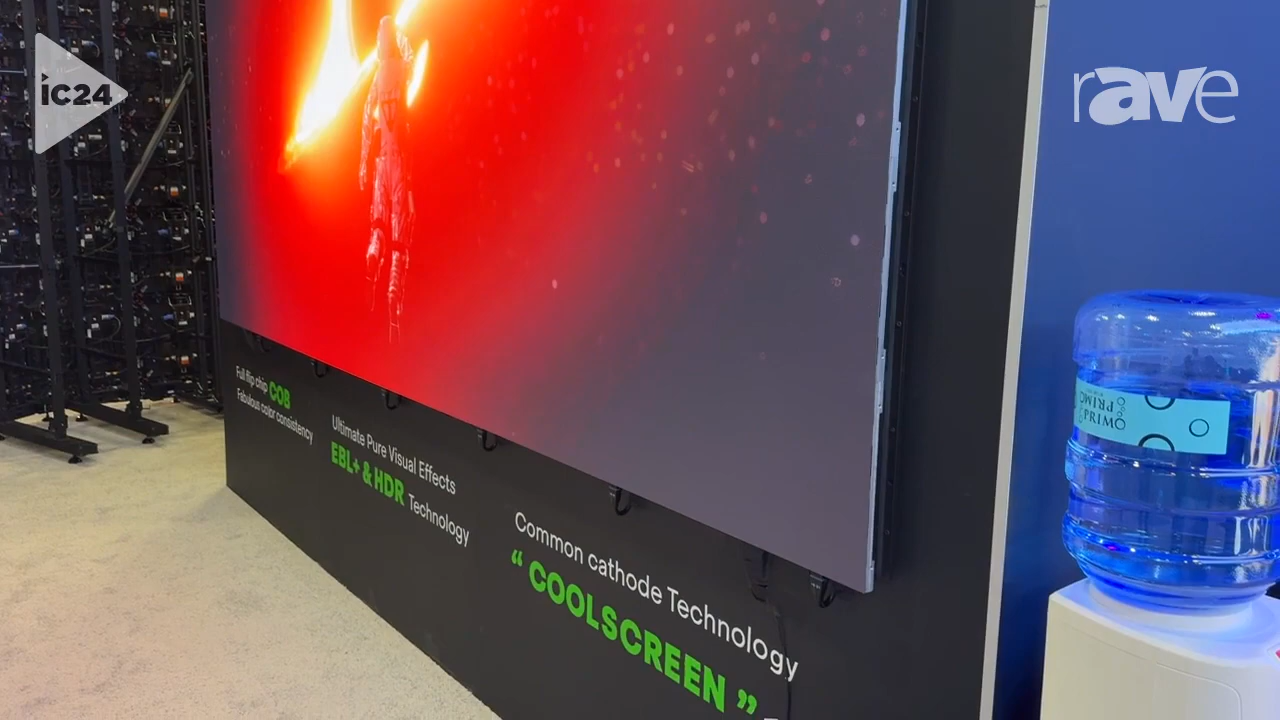 ic24
rave
Full flip chip COB
Fabulous color consistency
Ultimate Pure Visual Effects
EBL+ & HDR Technology
Common cathode Technology
“ COOLSCREEN ”
PRIMO